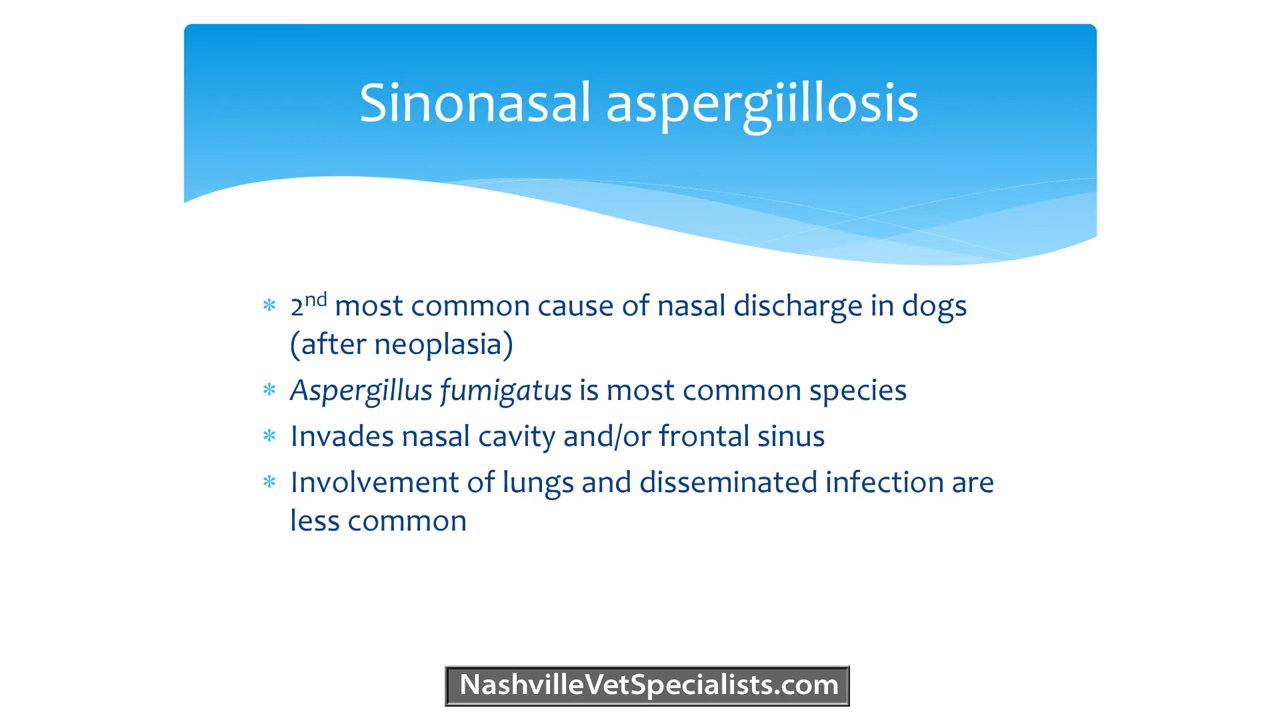 Sinonasal aspergiillosis
* 2nd most common cause of nasal discharge in dogs
(after neoplasia)
* Aspergillus fumigatus is most common species
* Invades nasal cavity and/or frontal sinus
* Involvement of lungs and disseminated infection are
less common
NashvilleVetSpecialists.com